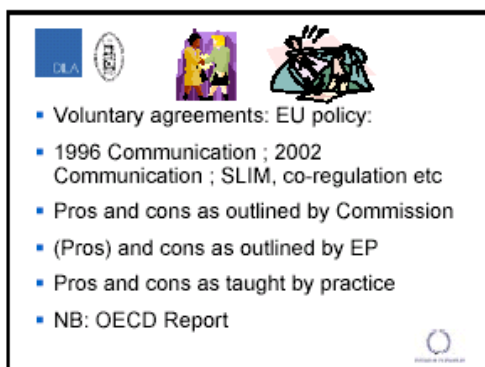 DILA
Voluntary agreements: EU policy:
1996 Communication ; 2002
Communication ; SLIM, co-regulation etc
Pros and cons as outlined by Commission
(Pros) and cons as outlined by EP
Pros and cons as taught by practice
NB: OECD Report